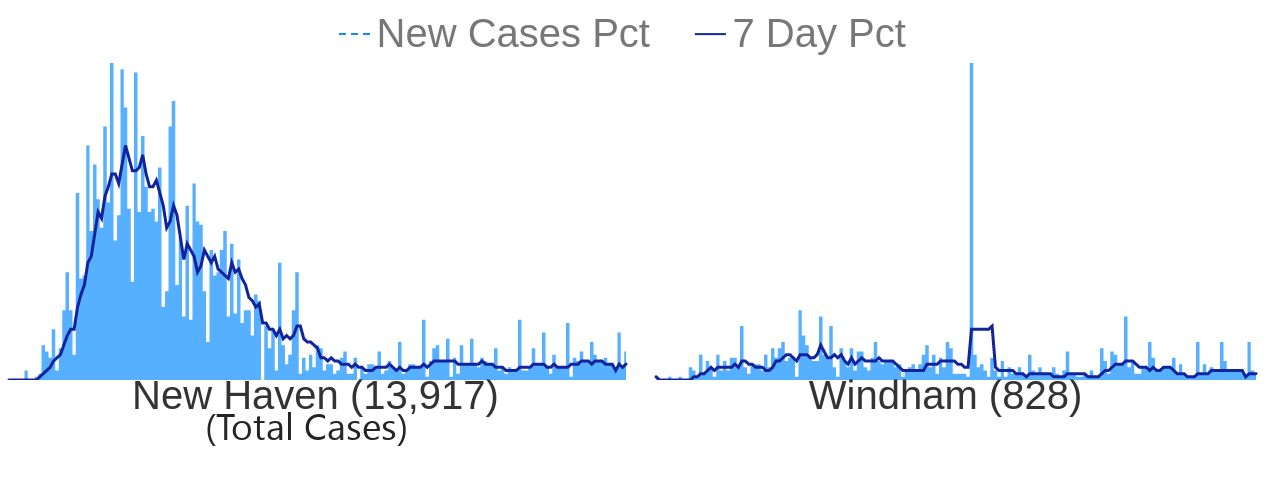 New Cases Pct 7 Day Pct
New Haven (13,917) Windham (828)
(Total Cases)